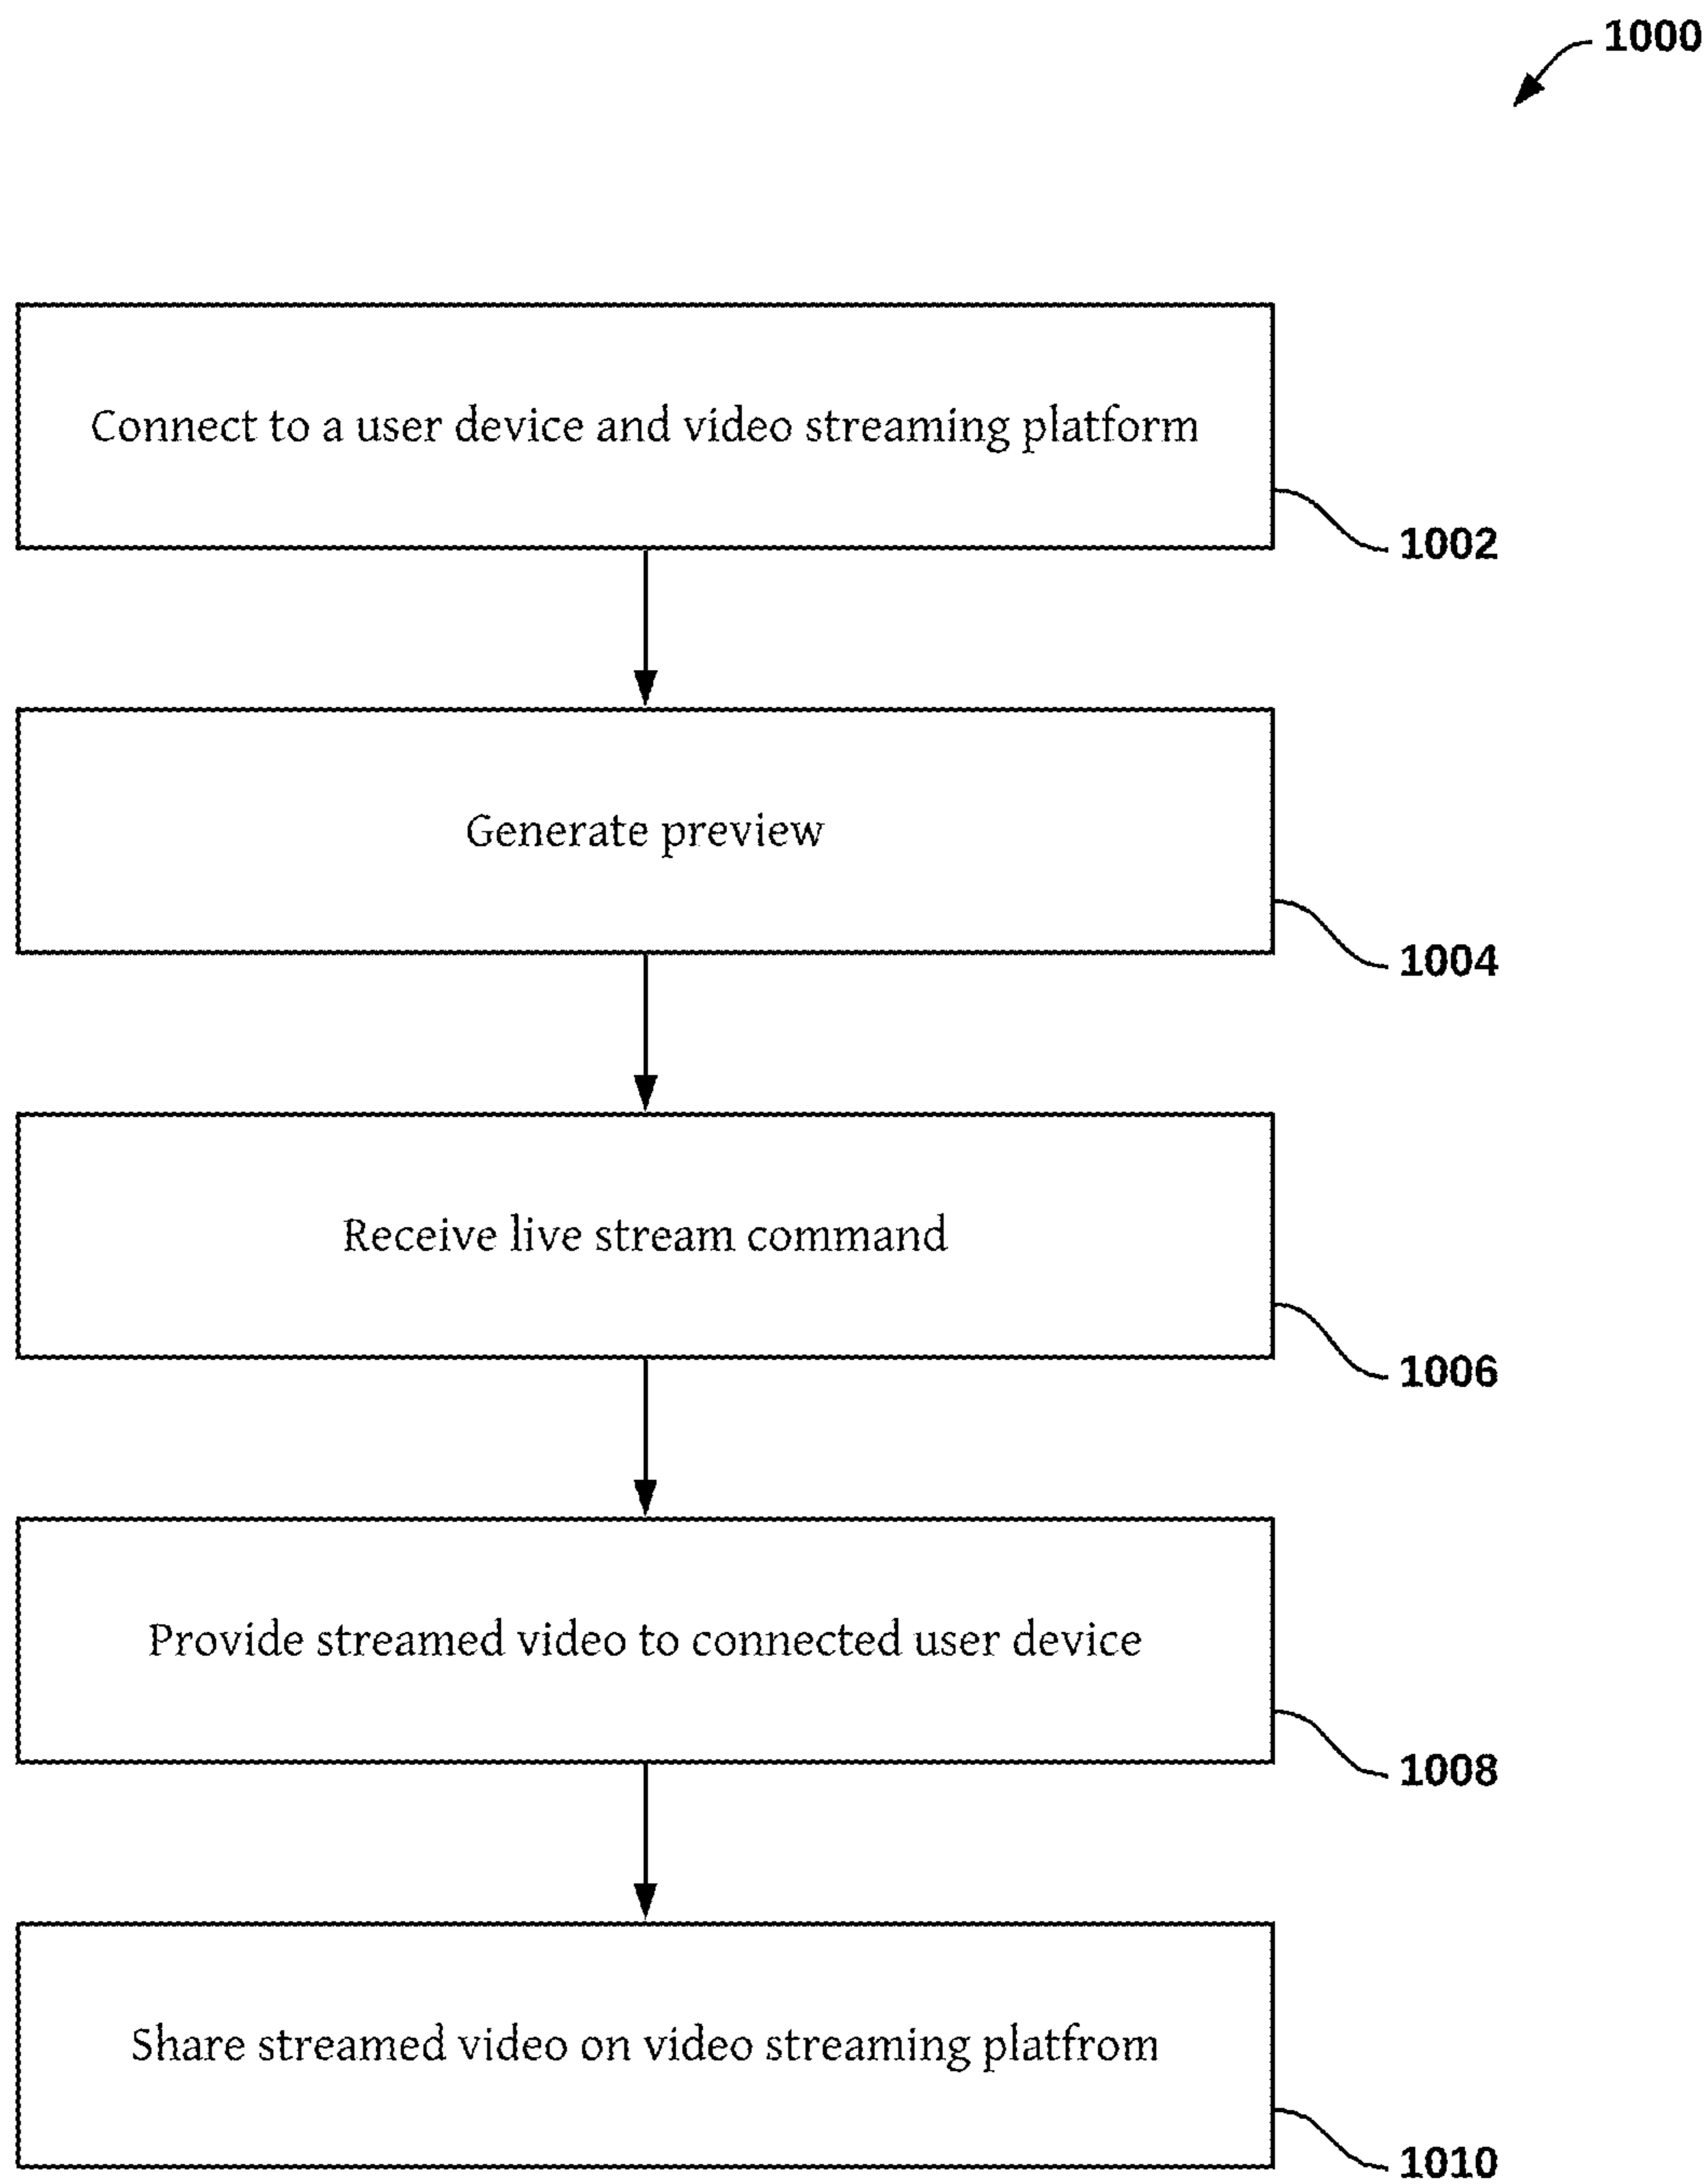 1000
Connect to a user device and video streaming platform
1002
Generate preview
1004
Receive live stream command
1006
Provide streamed video to connected user device
1008
Share streamed video on video streaming platfrom
1010